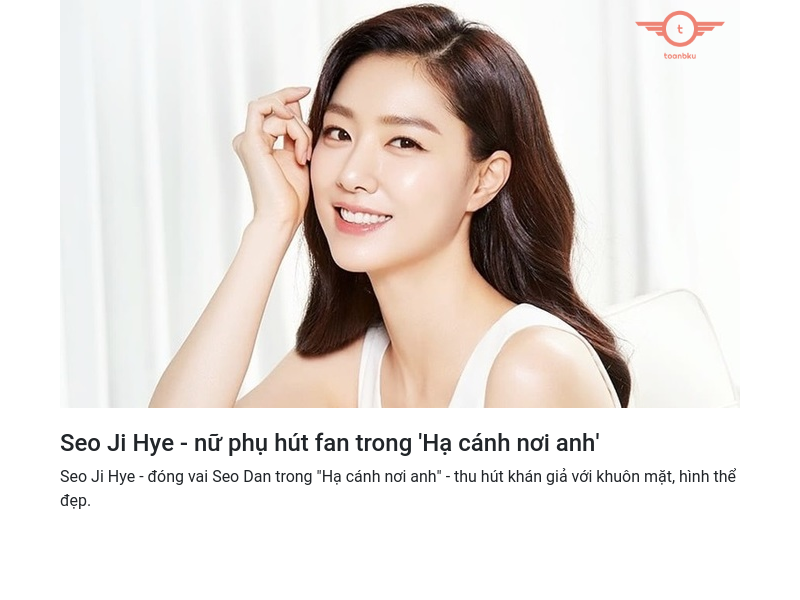 t
toanbku
Seo Ji Hye - nữ phụ hút fan trong 'Hạ cánh nơi anh'
Seo Ji Hye - đóng vai Seo Dan trong "Hạ cánh nơi anh" - thu hút khán giả với khuôn mặt, hình thể
đẹp.